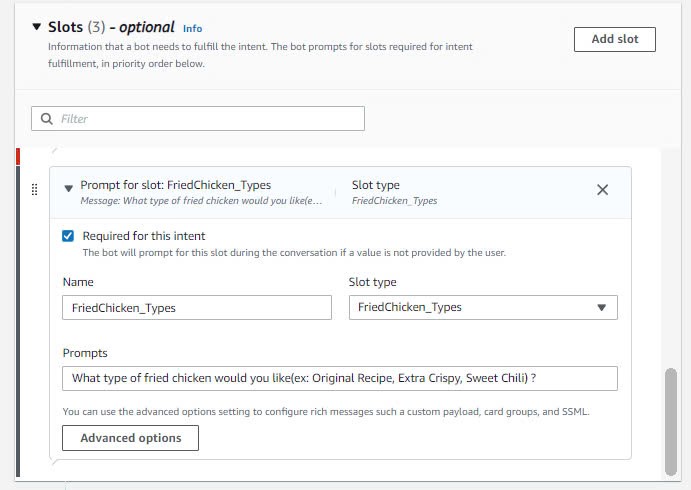 Slots (3) - optional Info
Information that a bot needs to fulfill the intent. The bot prompts for slots required for intent
fulfillment, in priority order below.
Add slot
Filter
Prompt for slot: FriedChicken_Types
Message: What type of fried chicken would you like(e...
Slot type
FriedChicken_Types
Required for this intent
The bot will prompt for this slot during the conversation if a value is not provided by the user.
Name
FriedChicken_Types
Slot type
FriedChicken_Types
Prompts
What type of fried chicken would you like(ex: Original Recipe, Extra Crispy, Sweet Chili) ?
You can use the advanced options setting to configure rich messages such a custom payload, card groups, and SSML.
Advanced options